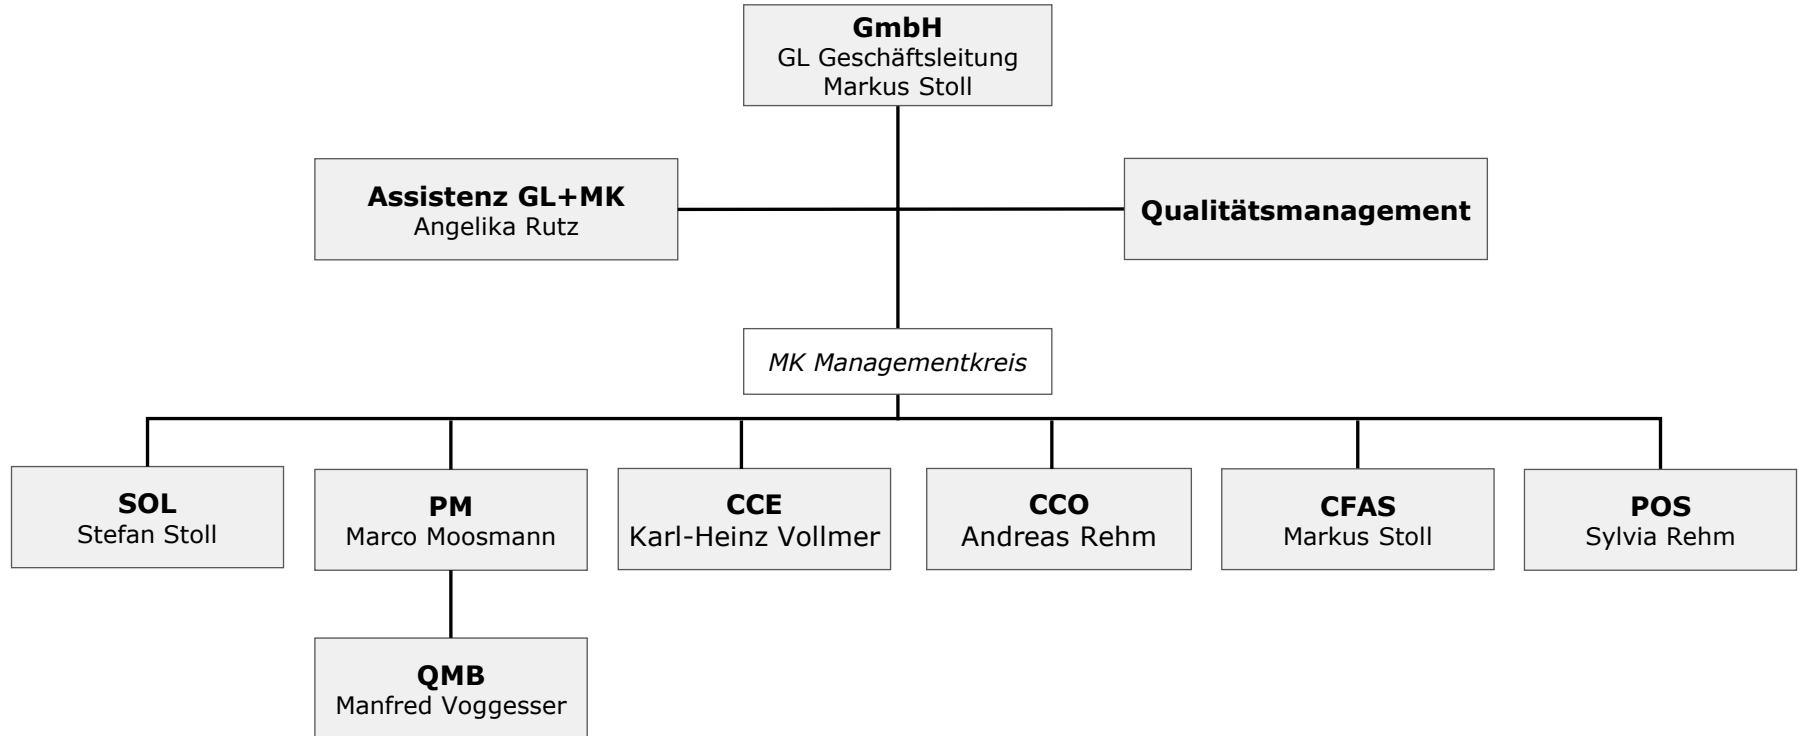 GmbH
GL Geschäftsleitung
Markus Stoll
Assistenz GL+MK
Angelika Rutz
Qualitätsmanagement
MK Managementkreis
SOL
Stefan Stoll
PM
Marco Moosmann
CCE
Karl-Heinz Vollmer
CCO
Andreas Rehm
CFAS
Markus Stoll
POS
Sylvia Rehm
QMB
Manfred Voggesser